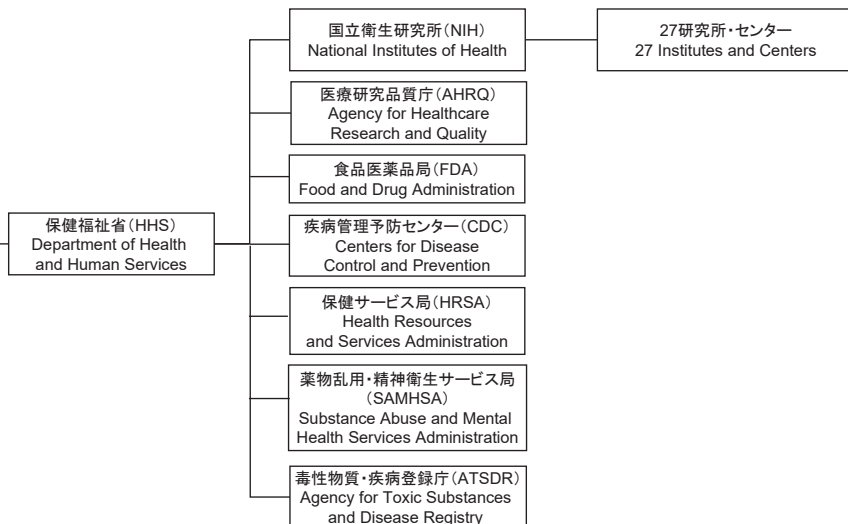 国立衛生研究所(NIH)
National Institutes of Health
27研究所・センター
27 Institutes and Centers
医療研究品質庁(AHRQ)
Agency for Healthcare
Research and Quality
食品医薬品局(FDA)
Food and Drug Administration
保健福祉省(HHS)
Department of Health
and Human Services
疾病管理予防センター(CDC)
Centers for Disease
Control and Prevention
保健サービス局(HRSA)
Health Resources
and Services Administration
薬物乱用・精神衛生サービス局
(SAMHSA)
Substance Abuse and Mental
Health Services Administration
毒性物質・疾病登録庁(ATSDR)
Agency for Toxic Substances
and Disease Registry